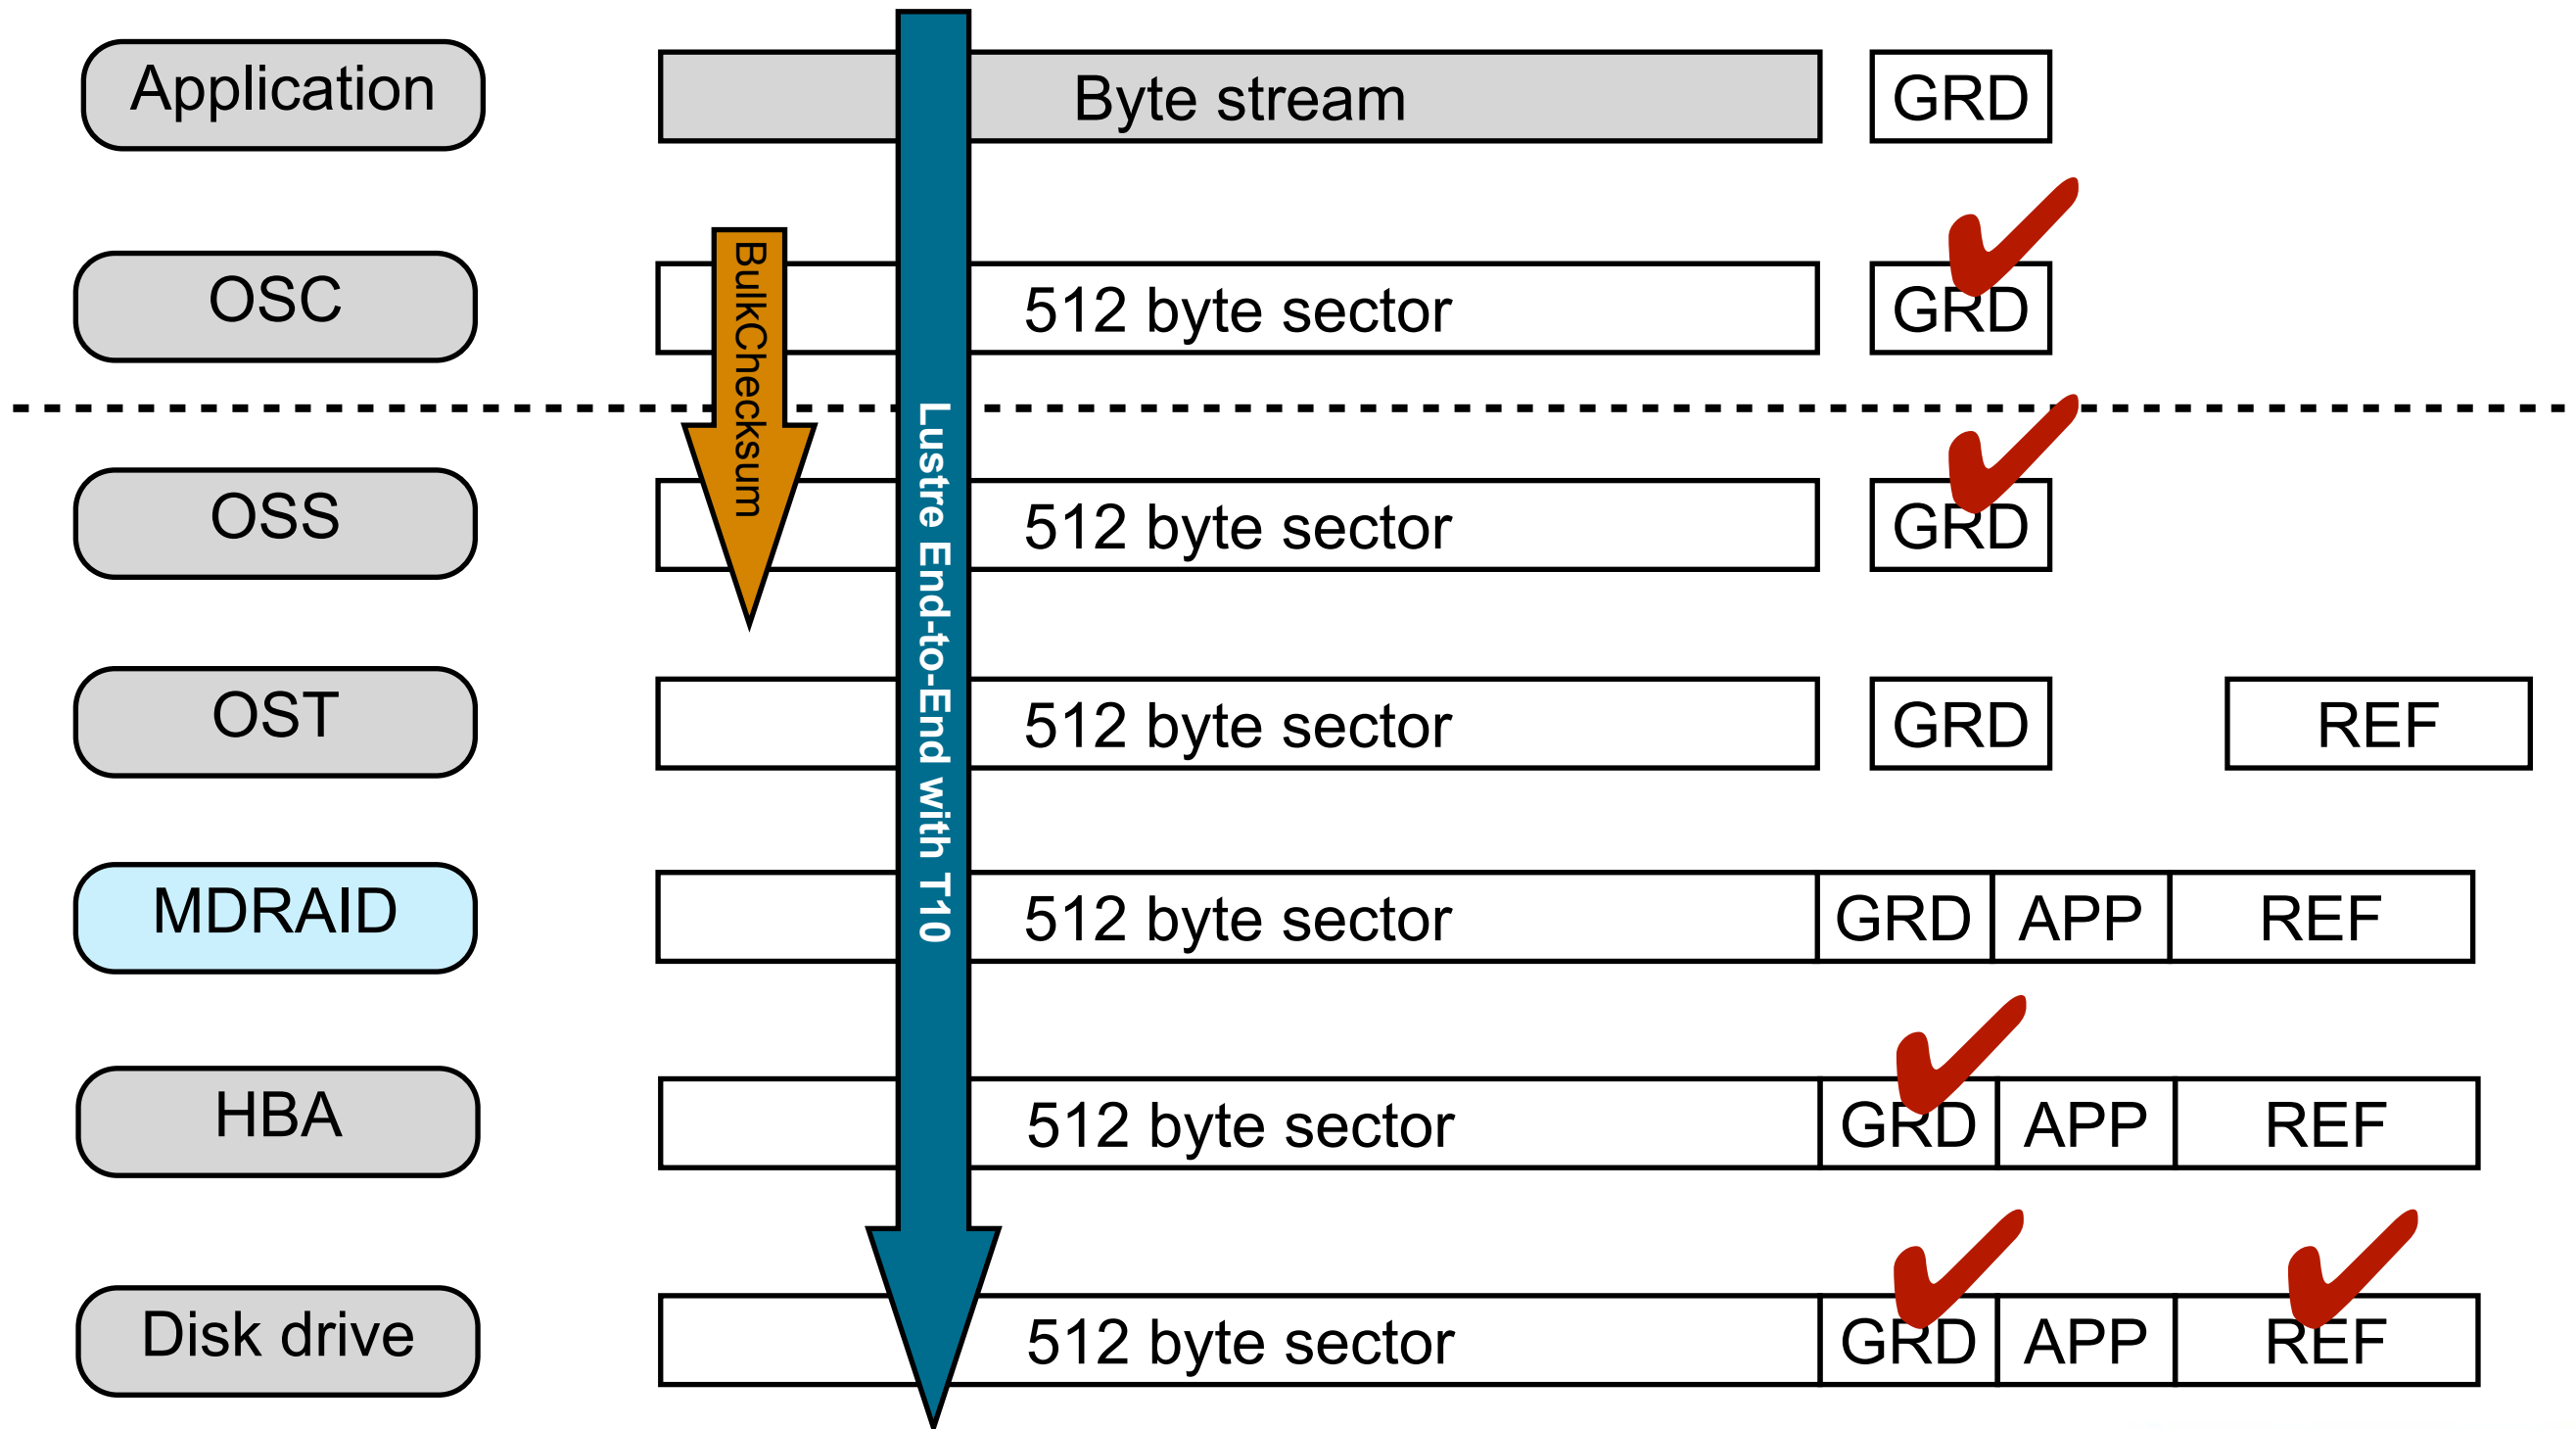 Application Byte stream GRD
OSC 512 byte sector GRD
OSS 512 byte sector GRD
OST 512 byte sector GRD REF
MDRAID 512 byte sector GRD APP REF
HBA 512 byte sector GRD APP REF
Disk drive 512 byte sector GRD APP REF
BulkChecksum
Lustre End-to-End with T10